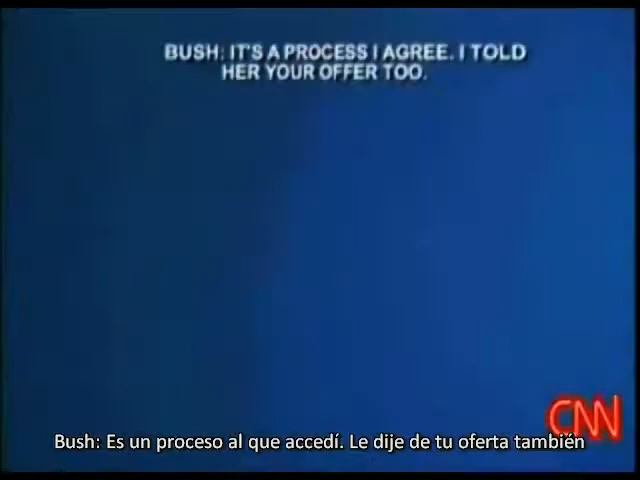 BUSH: IT'S A PROCESS I AGREE. I TOLD
HER YOUR OFFER TOO.
CNN
Bush: Es un proceso al que accedí. Le dije de tu oferta también